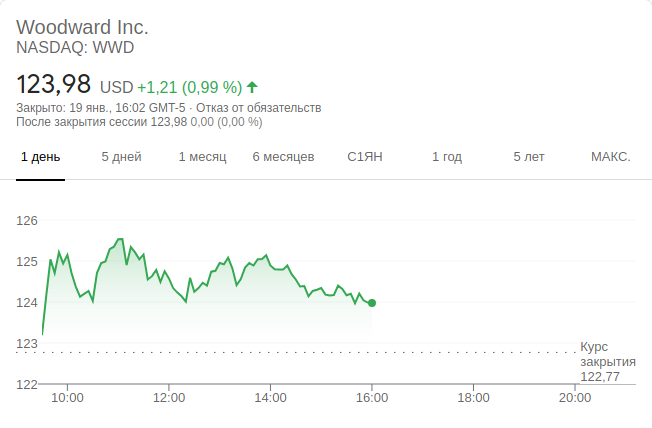 Woodward Inc.
NASDAQ: WWD
123,98 USD +1,21 (0,99 %)
Закрыто: 19 янв., 16:02 GMT-5 · Отказ от обязательств
После закрытия сессии 123,98 0,00 (0,00 %)
1 день 5 дней 1 месяц 6 месяцев С1ЯН 1 год 5 лет МАКС.
126
125
124
123
Курс
закрытия
122,77
122
10:00 12:00 14:00 16:00 18:00 20:00